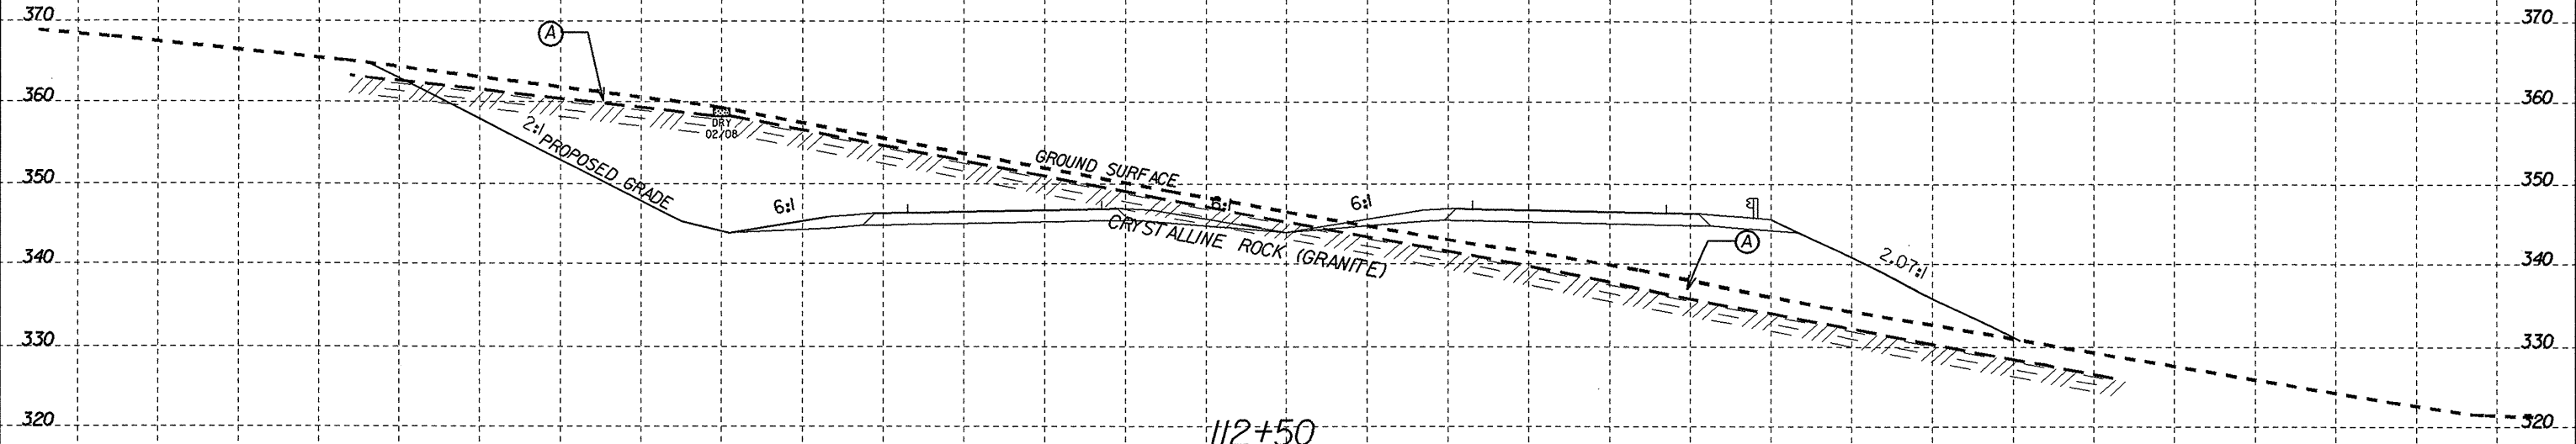 370 370
A
360 360
DRY
02/08
2:1 PROPOSED GRADE
GROUND SURFACE
350 350
6:1 6:1 6:1
CRYSTALLINE ROCK (GRANITE)
A
340 340
2.07:1
330 330
320 320
112+50